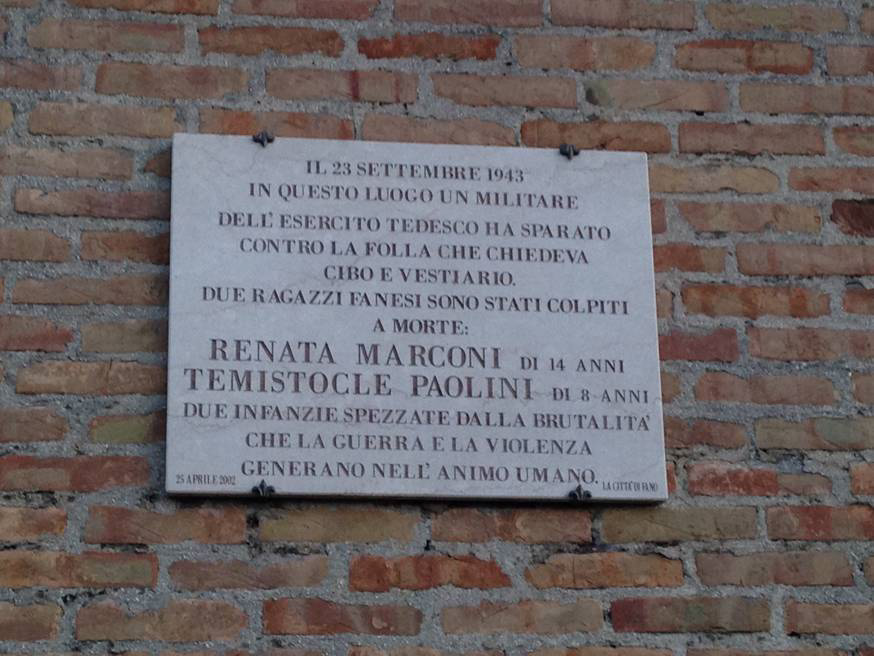 IL 23 SETTEMBRE 1943
IN QUESTO LUOGO UN MILITARE
DELL' ESERCITO TEDESCO HA SPARATO
CONTRO LA FOLLA CHE CHIEDEVA
CIBO E VESTIARIO.
DUE RAGAZZI FANESI SONO STATI COLPITI
A MORTE:
RENATA MARCONI DI 14 ANNI
TEMISTOCLE PAOLINI DI 8 ANNI
DUE INFANZIE SPEZZATE DALLA BRUTALITA'
CHE LA GUERRA E LA VIOLENZA
GENERANO NELL' ANIMO UMANO.
25 APRILE 2002 LA CITTA' DI FANO